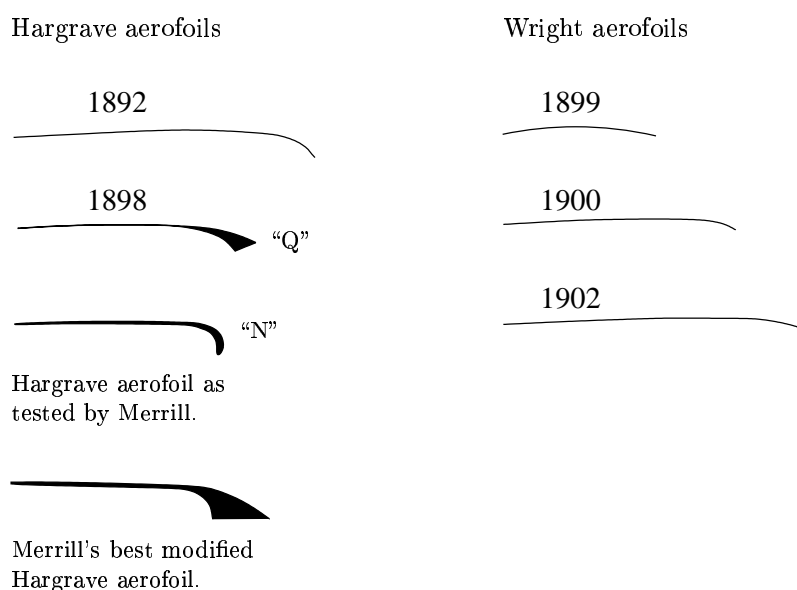 Hargrave aerofoils
1892
1898
“Q”
“N”
Hargrave aerofoil as
tested by Merrill.
Merrill's best modified
Hargrave aerofoil.
Wright aerofoils
1899
1900
1902